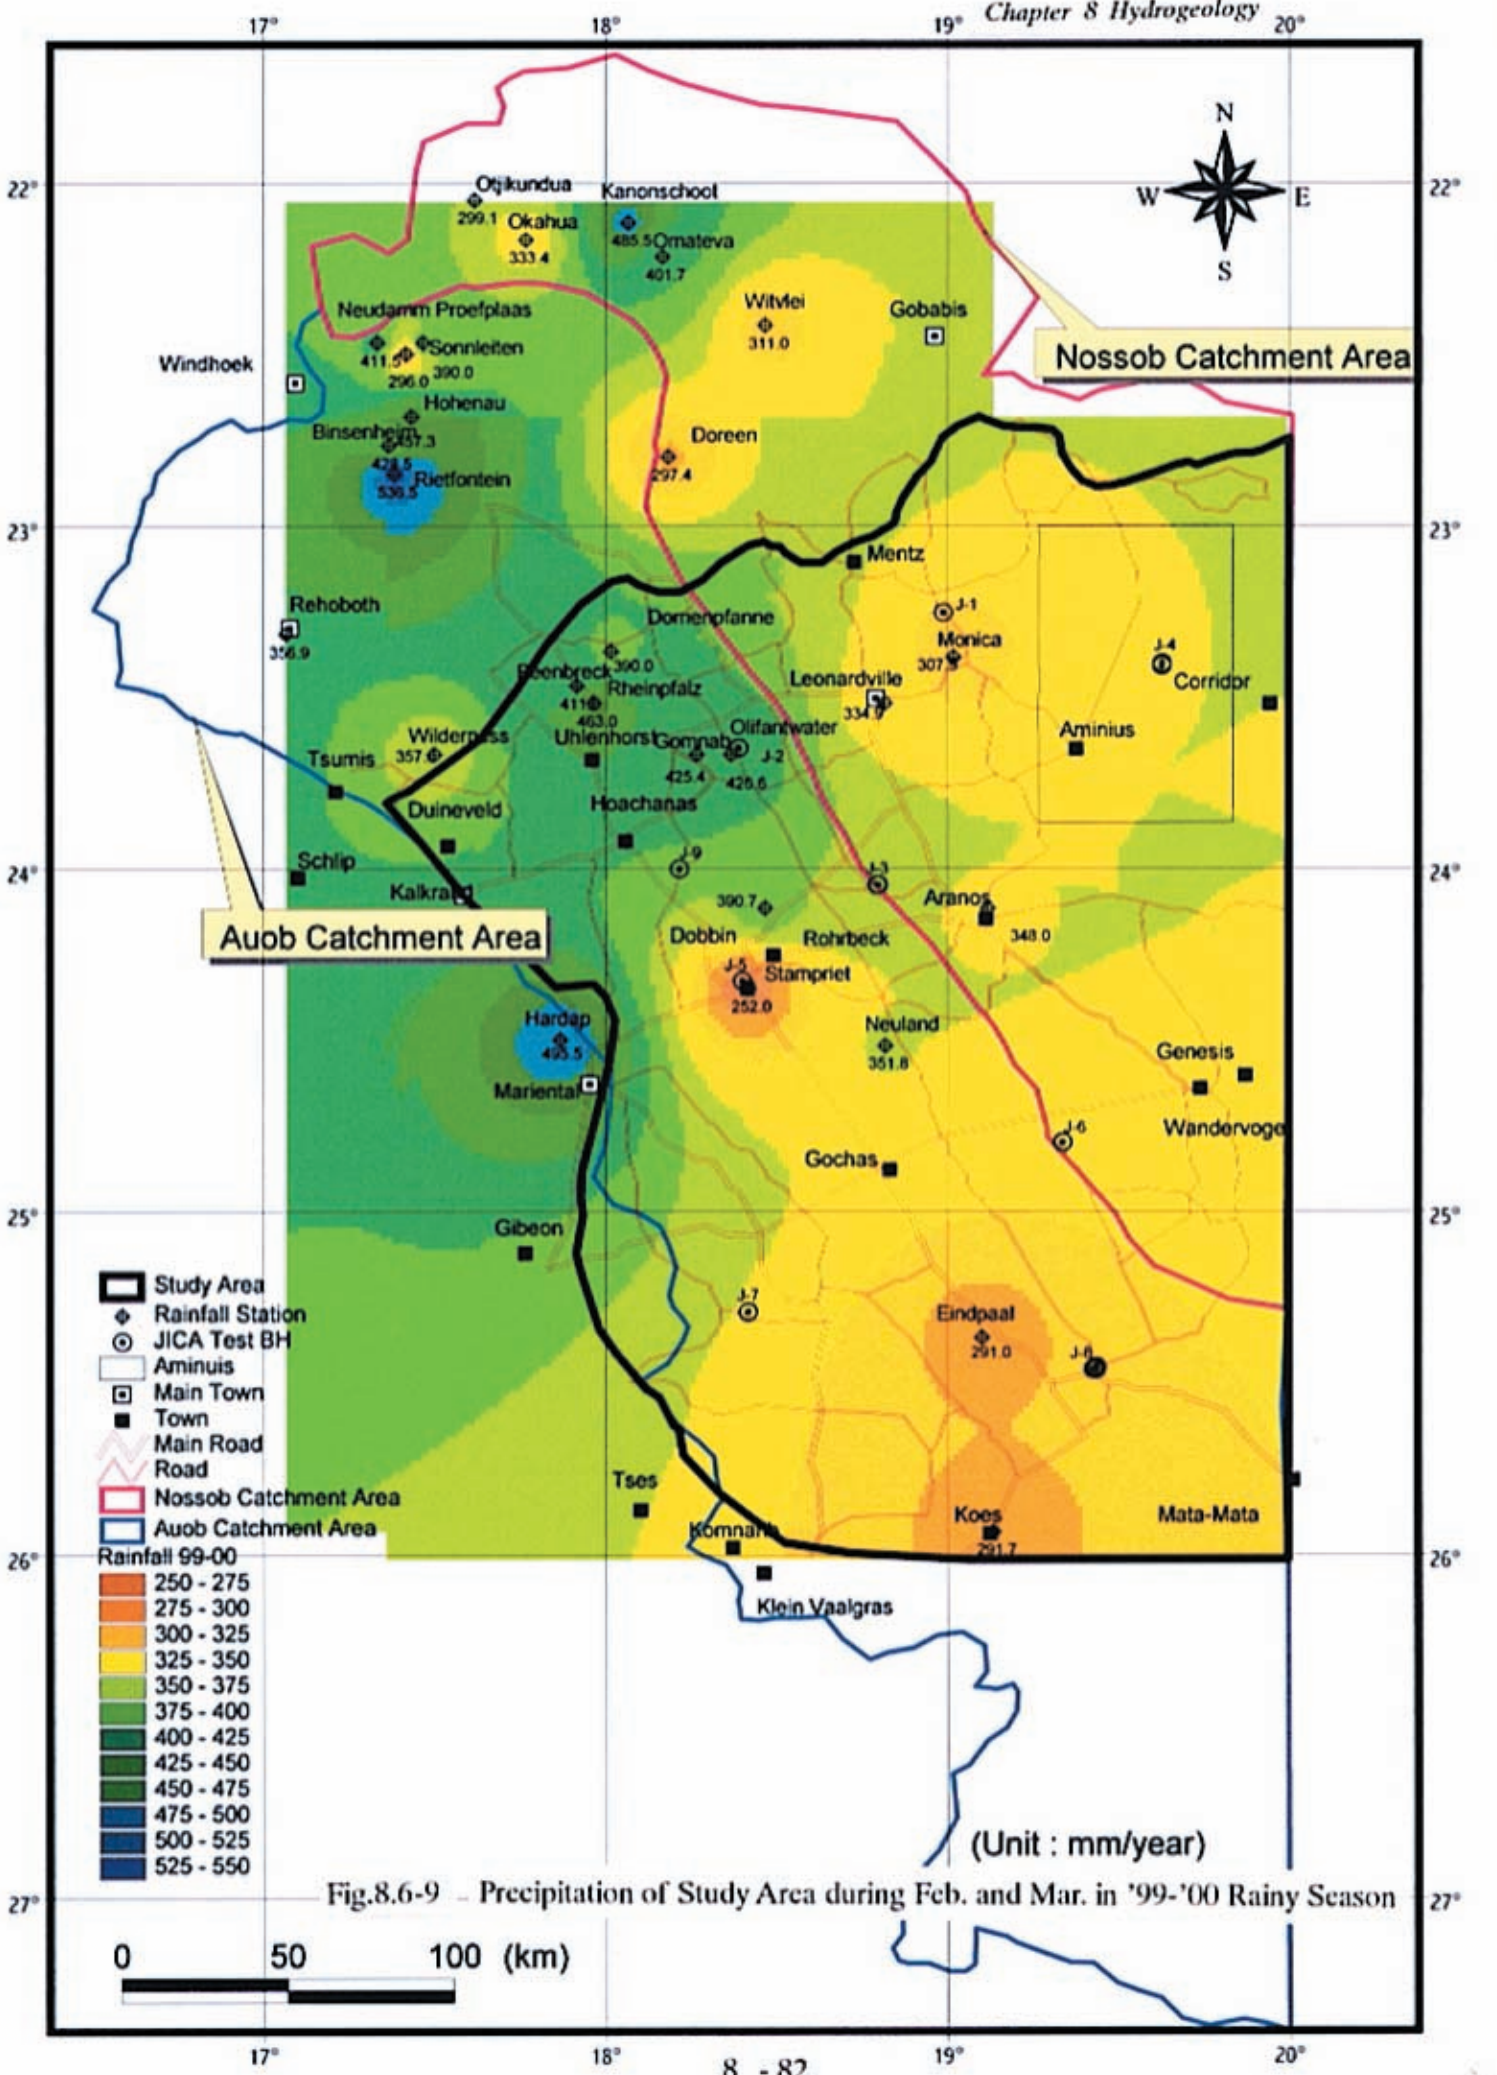 Chapter 8 Hydrogeology
17° 18° 19° 20°
N
W E
S
22° 22°
Otjikundua
299.1
Kanonschool
485.5
Okahua
333.4
Omateva
401.7
Witvlei
311.0
Gobabis
Neudamm Proefplaas
411.5
Sonnleiten
296.0
390.0
Nossob Catchment Area
Windhoek
Hohenau
457.3
Binsenheim
Rietfontein
536.5
Doreen
297.4
23° 23°
Mentz
Rehoboth
356.9
Dornenpfanne
390.0
J-1
Monica
J-4
Corridor
Rheinpfalz
463.0
Leonardville
Olifantwater
Wilderness
Uhlenhorst
Gomnab
J-2
Aminius
425.4
426.6
Tsumis
Duineveld
Hoachanas
Schlip
J-9
24° 24°
J-3
Auob Catchment Area
390.7
Aranos
348.0
Dobbin
Rohrbeck
J-5
Stampriet
252.0
Hardap
495.5
Neuland
351.8
Genesis
Mariental
J-6
Wandervoge
Gochas
25° 25°
Gibeon
J-7
Eindpaal
291.0
Study Area
Rainfall Station
JICA Test BH
Aminuis
Main Town
Town
Main Road
Road
Nossob Catchment Area
Auob Catchment Area
Tses
Koes
291.7
Mata-Mata
26° 26°
Klein Vaalgras
Rainfall 99-00
250 - 275
275 - 300
300 - 325
325 - 350
350 - 375
375 - 400
400 - 425
425 - 450
450 - 475
475 - 500
500 - 525
525 - 550
(Unit : mm/year)
Fig.8.6-9 Precipitation of Study Area during Feb. and Mar. in '99-'00 Rainy Season
27° 27°
0 50 100 (km)
17° 18° 19° 20°
8 - 82